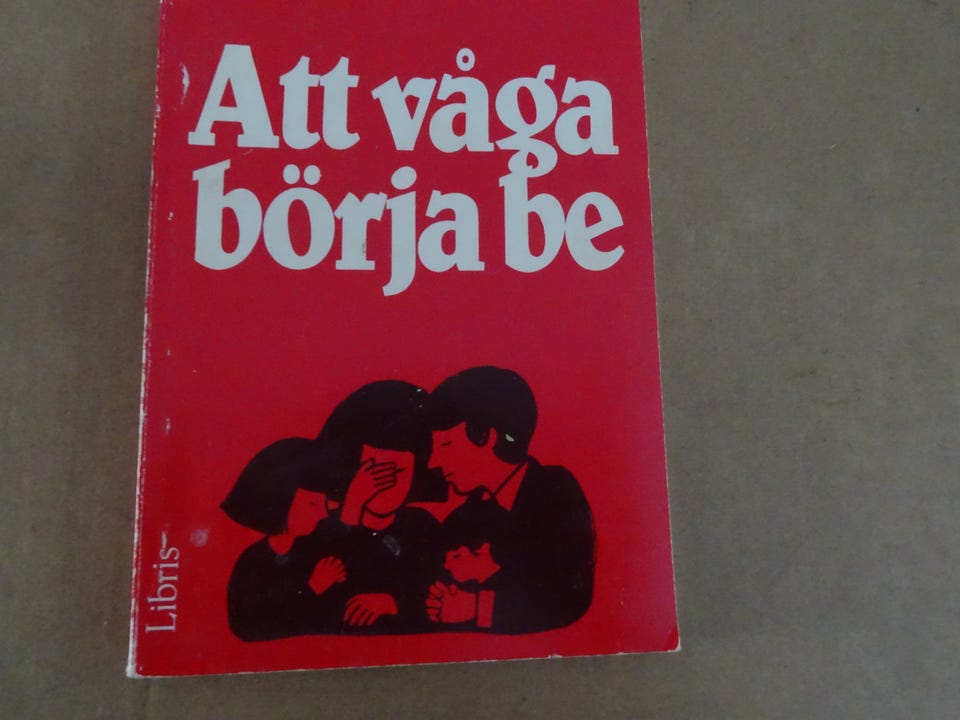 Att våga
börja be
Libris